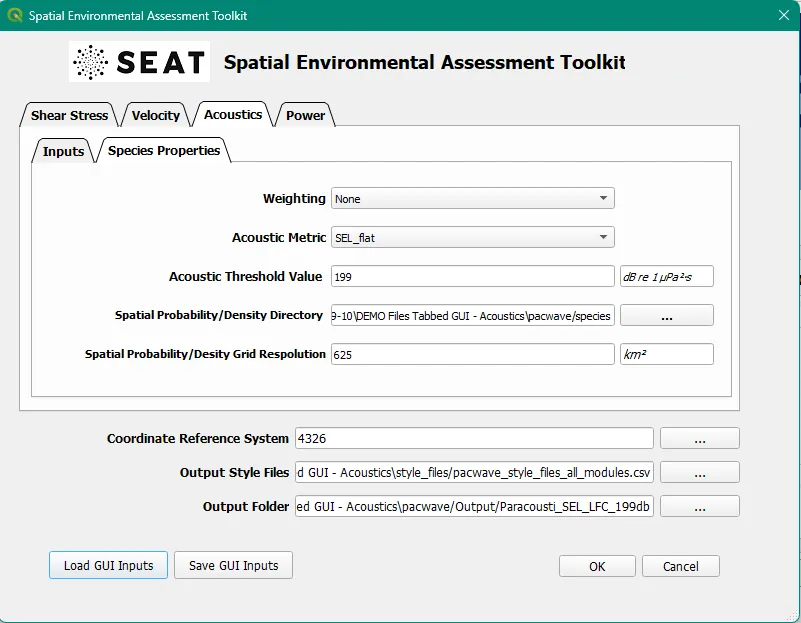 Spatial Environmental Assessment Toolkit
SEAT Spatial Environmental Assessment Toolkit
Shear Stress Velocity Acoustics Power
Inputs Species Properties
Weighting None
Acoustic Metric SEL_flat
Acoustic Threshold Value 199 dB re 1 μPa²∙s
Spatial Probability/Density Directory 9-10\DEMO Files Tabbed GUI - Acoustics\pacwave/species ...
Spatial Probability/Desity Grid Respolution 625 km²
Coordinate Reference System 4326 ...
Output Style Files d GUI - Acoustics\style_files/pacwave_style_files_all_modules.csv ...
Output Folder ed GUI - Acoustics\pacwave/Output/Paracousti_SEL_LFC_199db ...
Load GUI Inputs Save GUI Inputs OK Cancel